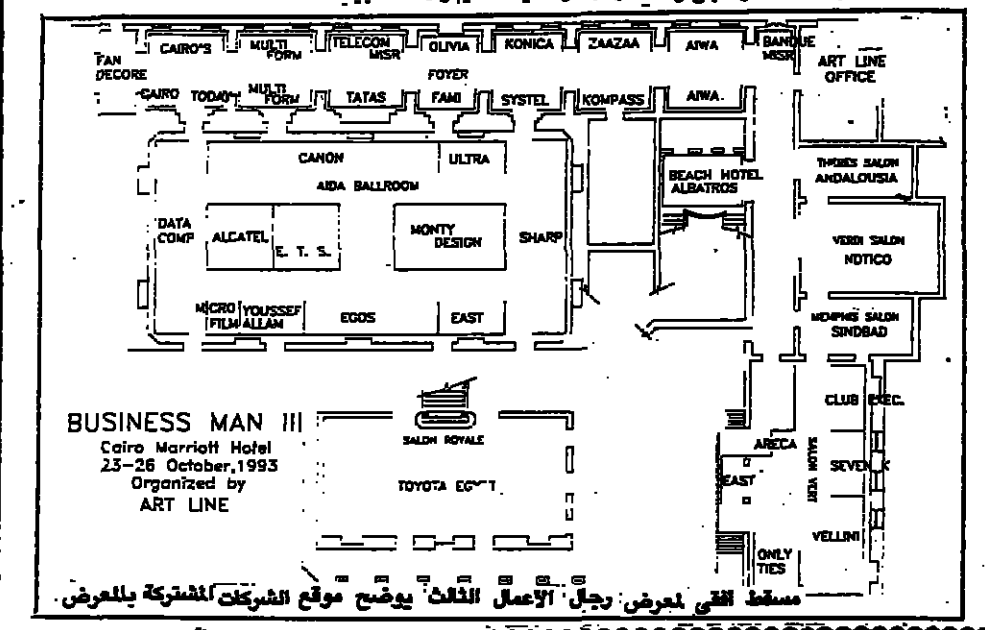 CAIRO'S
MULTI FORM
TELECOM MISR
OLIVIA
KONICA
ZAAZAA
AIWA
BANQUE MISR
ART LINE
OFFICE
FAN
DECORE
FOYER
CAIRO TODAY
MULTI FORM
TATAS
FAMI
SYSTEL
KOMPASS
AIWA
CANON
ULTRA
AIDA BALLROOM
BEACH HOTEL
ALBATROS
THEBES SALON
ANDALOUSIA
DATA
COMP
ALCATEL
E. T. S.
MONTY
DESIGN
SHARP
VERDI SALON
NOTICO
MICRO
FILM
YOUSSEF
ALLAM
EGOS
EAST
MEMPHIS SALON
SINDBAD
BUSINESS MAN III
Cairo Marriott Hotel
23-26 October, 1993
Organized by
ART LINE
SALON ROYALE
TOYOTA EGYPT
CLUB EXEC.
ARECA
SALON VERT
EAST
VELLINI
ONLY
TIES
مسقط افقى لمعرض رجال الأعمال الثالث يوضح موقع الشركات المشتركة بالمعرض.